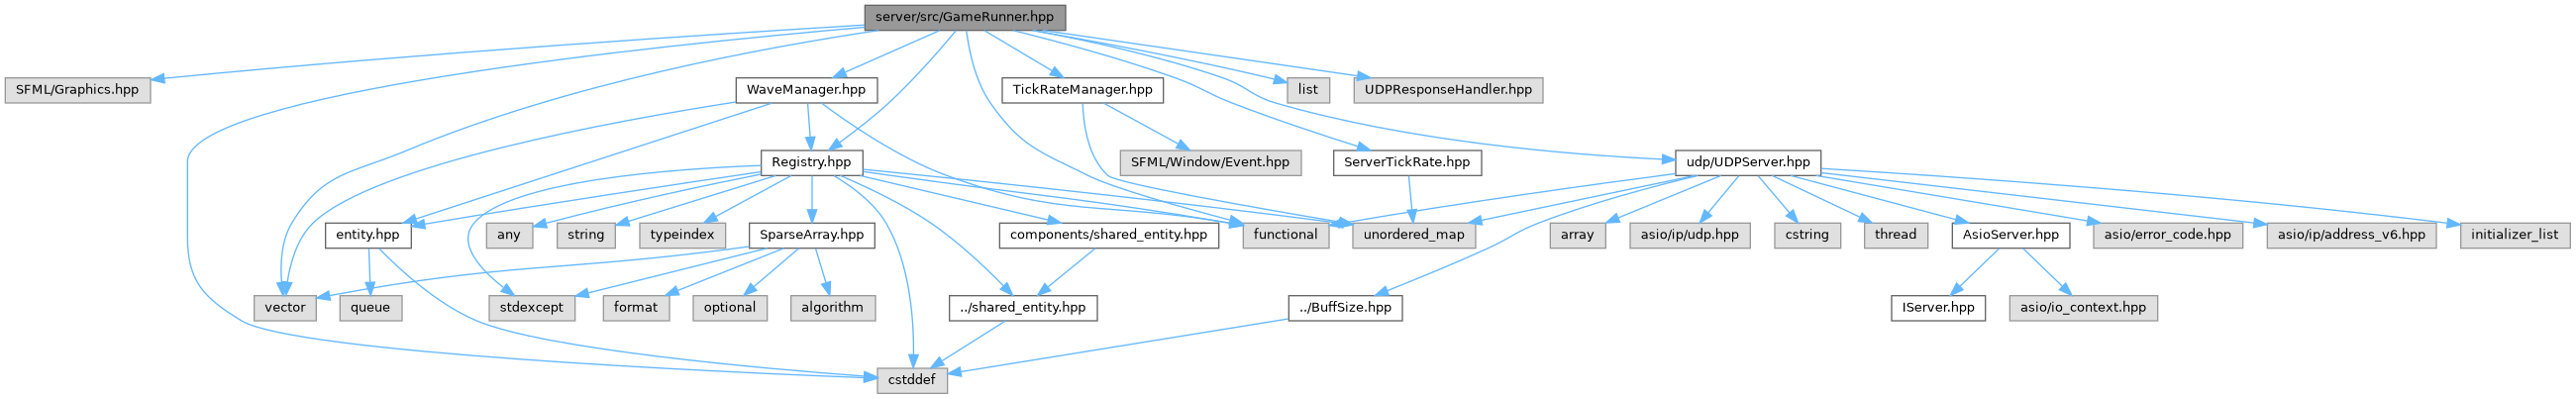 server/src/GameRunner.hpp
SFML/Graphics.hpp
WaveManager.hpp
TickRateManager.hpp
list
UDPResponseHandler.hpp
Registry.hpp
SFML/Window/Event.hpp
ServerTickRate.hpp
udp/UDPServer.hpp
entity.hpp
any
string
typeindex
SparseArray.hpp
components/shared_entity.hpp
functional
unordered_map
array
asio/ip/udp.hpp
cstring
thread
AsioServer.hpp
asio/error_code.hpp
asio/ip/address_v6.hpp
initializer_list
vector
queue
stdexcept
format
optional
algorithm
../shared_entity.hpp
../BuffSize.hpp
IServer.hpp
asio/io_context.hpp
cstddef